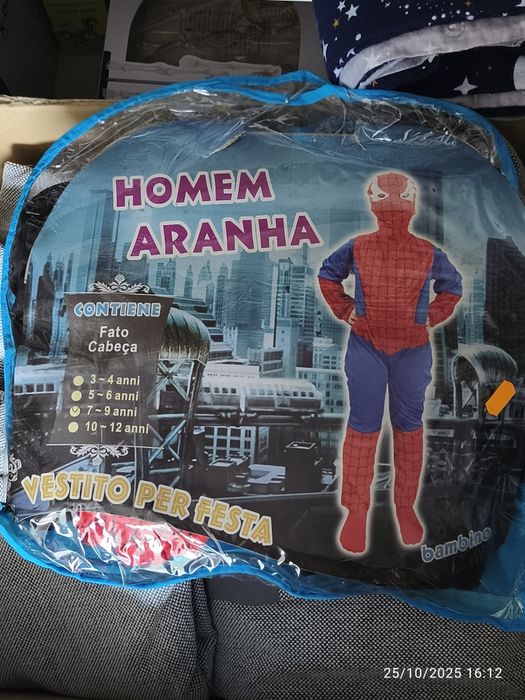 HOMEM
ARANHA
CONTIENE
Fato
Cabeça
3~4 anni
5~6 anni
7~9 anni
10~12 anni
VESTITO PER FESTA
bambino
25/10/2025 16:12